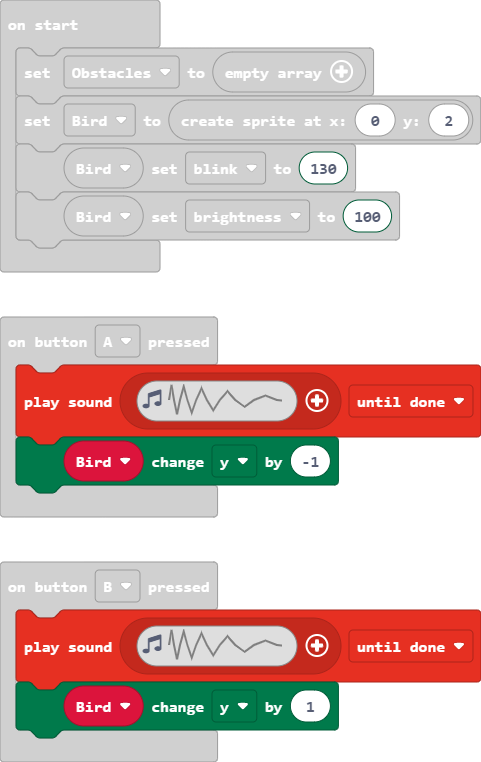 on start
set Obstacles to empty array
set Bird to create sprite at x: 0 y: 2
Bird set blink to 130
Bird set brightness to 100
on button A pressed
play sound until done
Bird change y by -1
on button B pressed
play sound until done
Bird change y by 1